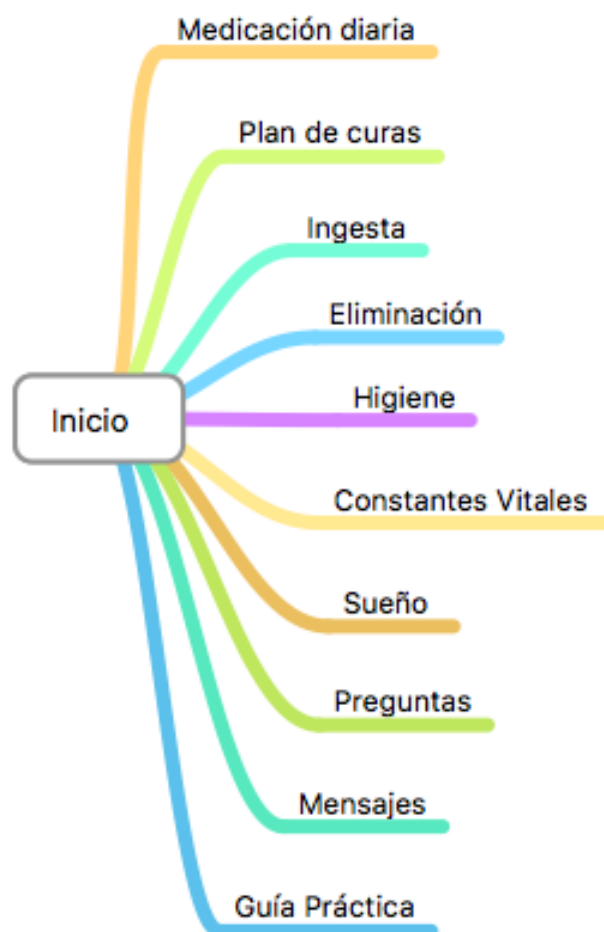 Medicación diaria
Plan de curas
Ingesta
Eliminación
Higiene
Inicio
Constantes Vitales
Sueño
Preguntas
Mensajes
Guía Práctica